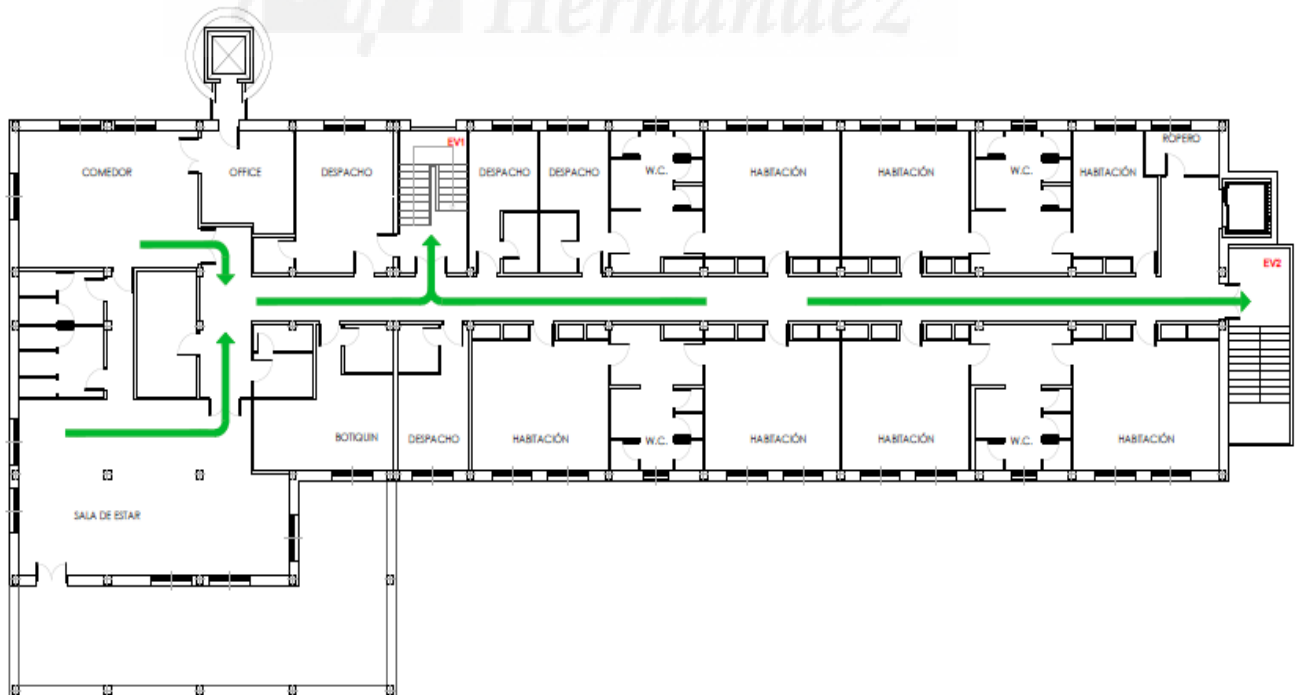 Hernández
EV1
ROPERO
COMEDOR
OFFICE
DESPACHO
DESPACHO
DESPACHO
W.C.
HABITACIÓN
HABITACIÓN
W.C.
HABITACIÓN
EV2
BOTIQUIN
DESPACHO
HABITACIÓN
W.C.
HABITACIÓN
HABITACIÓN
W.C.
HABITACIÓN
SALA DE ESTAR